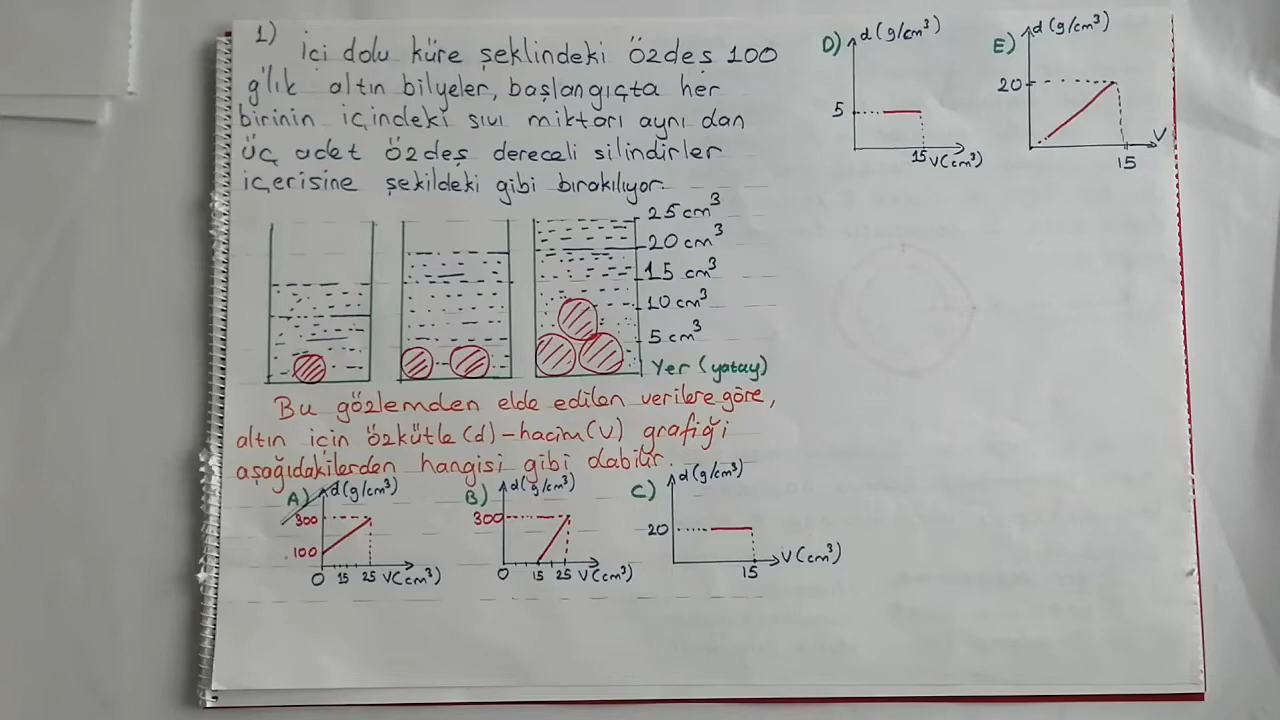 1)
İçi dolu küre şeklindeki özdeş 100
g'lık altın bilyeler, başlangıçta her
birinin içindeki sıvı miktarı aynı dan
üç adet özdeş dereceli silindirler
içerisine şekildeki gibi bırakılıyor.
25 cm³
20 cm³
15 cm³
10 cm³
5 cm³
Yer (yatay)
Bu gözlemden elde edilen verilere göre,
altın için özkütle (d) - hacim (V) grafiği
aşağıdakilerden hangisi gibi olabilir.
A) d (g/cm³)
300
100
0 15 25 V(cm³)
B) d (g/cm³)
300
0 15 25 V(cm³)
C) d (g/cm³)
20
15 V(cm³)
D) d (g/cm³)
5
15 V(cm³)
E) d (g/cm³)
20
15 V